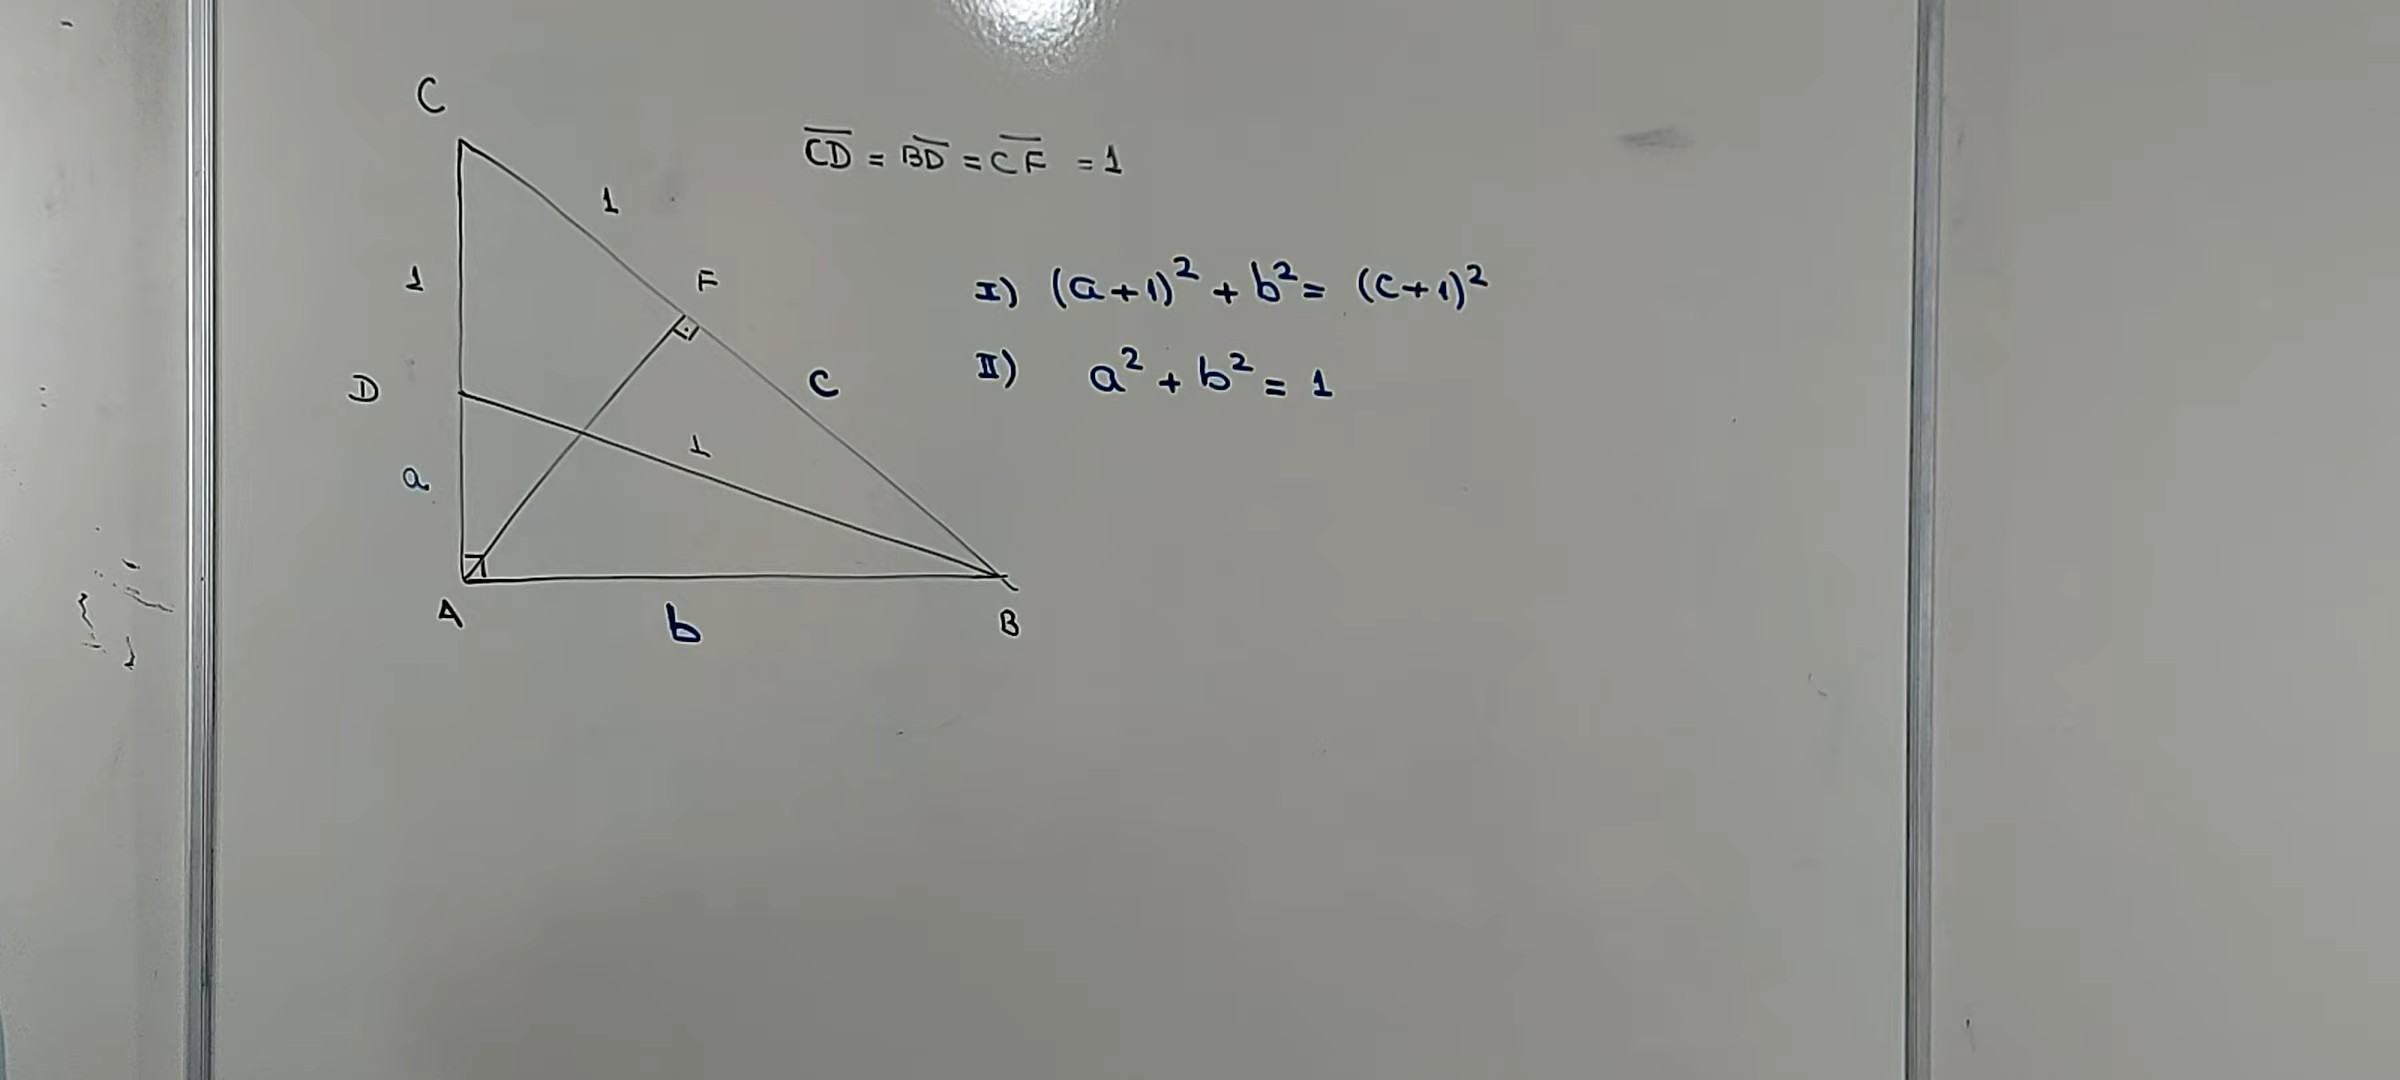 C
CD = BD = CF = 1
1
1
F
I) (a+1)² + b² = (c+1)²
D
C
II) a² + b² = 1
1
a
A
b
B